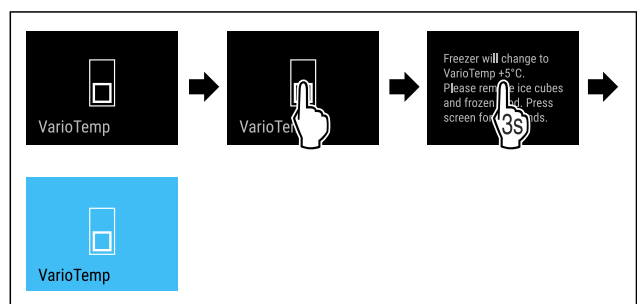 VarioTemp
VarioTe
Freezer will change to
VarioTemp +5°C.
Please ice cubes
and frozen Press
screen for
3s
VarioTemp